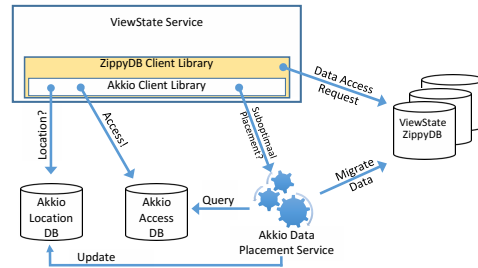 ViewState Service
ZippyDB Client Library
Akkio Client Library
Data Access
Request
Location?
Access!
Suboptimaal
Placement?
ViewState
ZippyDB
Migrate
Data
Akkio
Location
DB
Akkio
Access
DB
Query
Akkio Data
Placement Service
Update